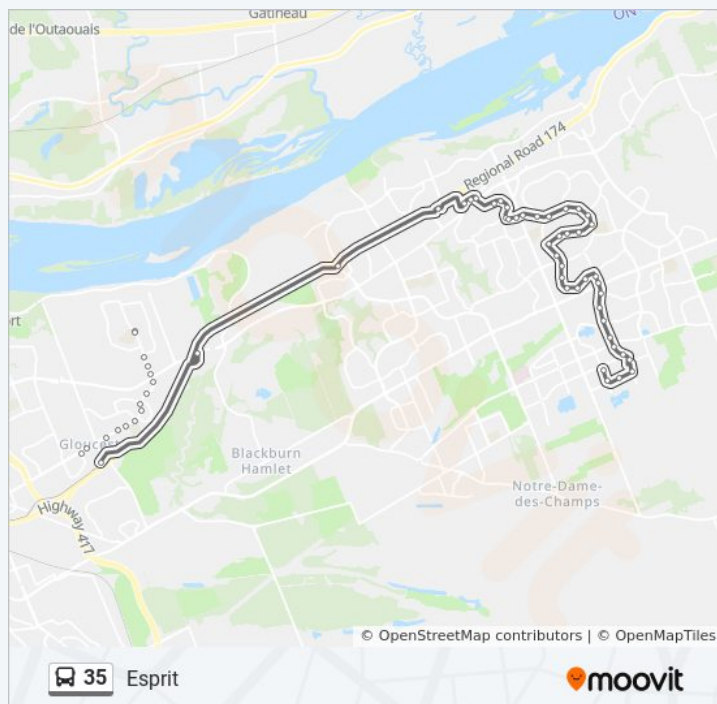 Gatineau
de l'Outaouais
ON
Regional Road 174
ort
Gloucest
Blackburn
Hamlet
Highway 417
Notre-Dame-
des-Champs
© OpenStreetMap contributors | © OpenMapTiles
35 Esprit
moovit